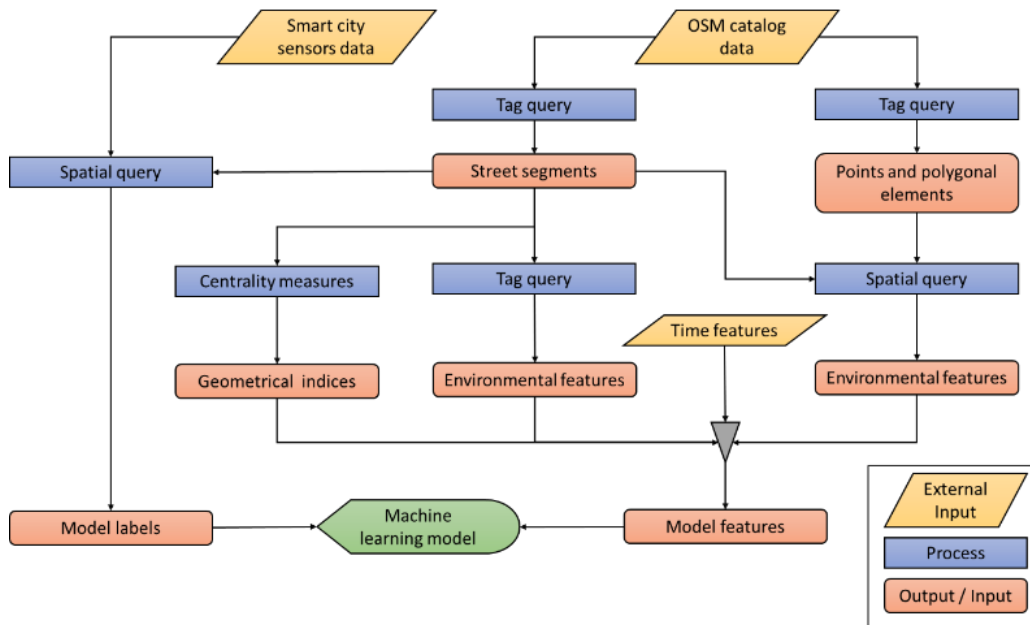 Smart city
sensors data
OSM catalog
data
Tag query
Tag query
Spatial query
Street segments
Points and polygonal
elements
Centrality measures
Tag query
Spatial query
Time features
Geometrical indices
Environmental features
Environmental features
Model labels
Machine
learning model
Model features
External
Input
Process
Output / Input